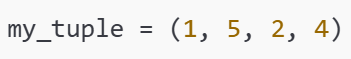 my_tuple = (1, 5, 2, 4)